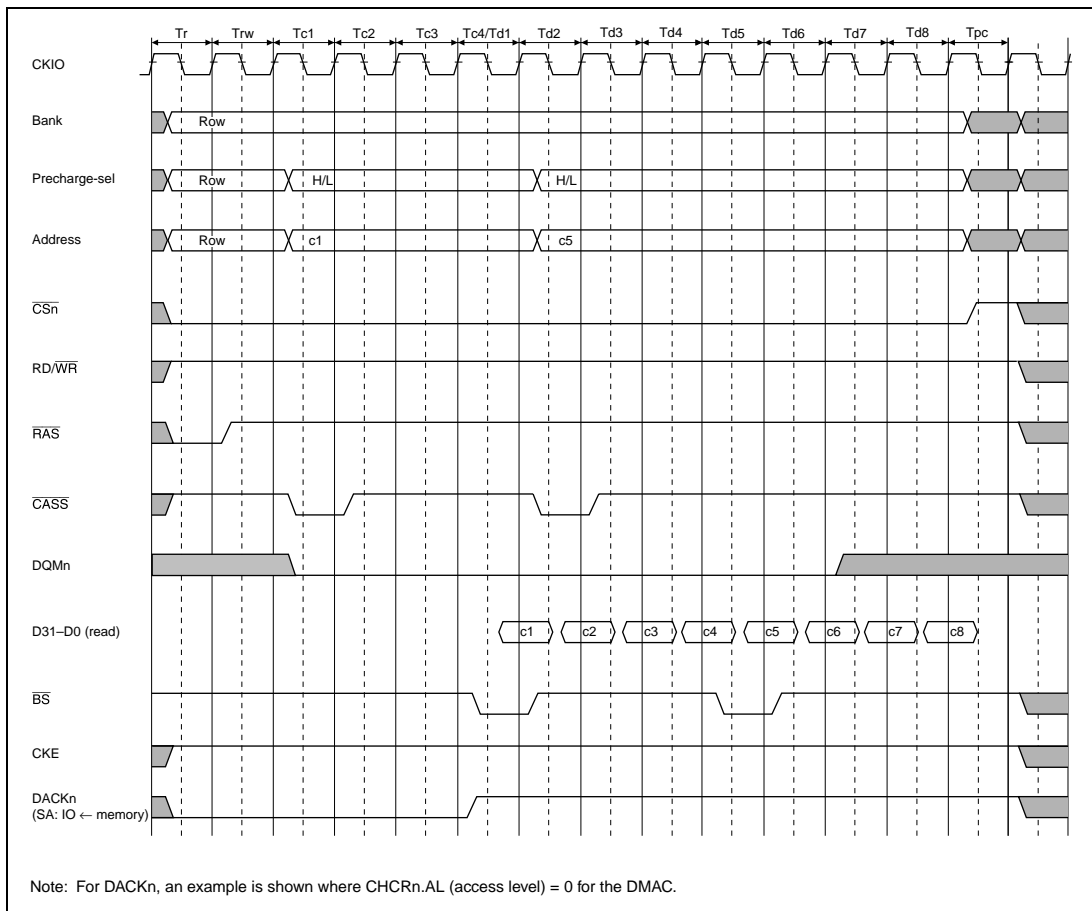 Tr Trw Tc1 Tc2 Tc3 Tc4/Td1 Td2 Td3 Td4 Td5 Td6 Td7 Td8 Tpc
CKIO
Bank
Row
Precharge-sel
Row H/L H/L
Address
Row c1 c5
CSn
RD/WR
RAS
CASS
DQMn
D31–D0 (read)
c1 c2 c3 c4 c5 c6 c7 c8
BS
CKE
DACKn
(SA: IO ← memory)
Note: For DACKn, an example is shown where CHCRn.AL (access level) = 0 for the DMAC.